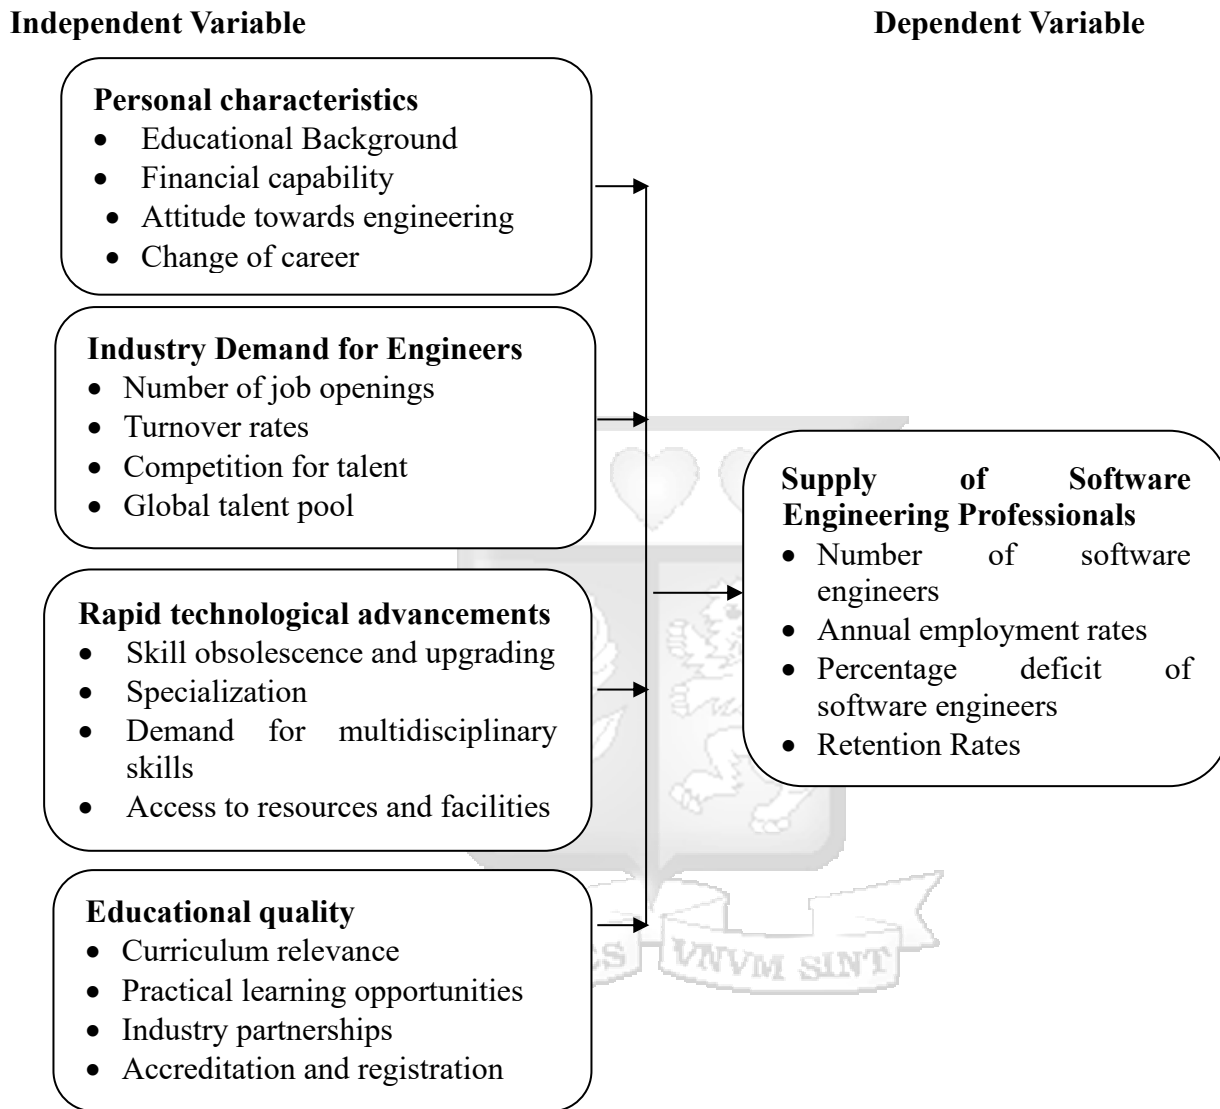 Independent Variable
Dependent Variable
Personal characteristics
• Educational Background
• Financial capability
• Attitude towards engineering
• Change of career
Industry Demand for Engineers
• Number of job openings
• Turnover rates
• Competition for talent
• Global talent pool
Rapid technological advancements
• Skill obsolescence and upgrading
• Specialization
• Demand for multidisciplinary
skills
• Access to resources and facilities
Educational quality
• Curriculum relevance
• Practical learning opportunities
• Industry partnerships
• Accreditation and registration
Supply of Software
Engineering Professionals
• Number of software
engineers
• Annual employment rates
• Percentage deficit of
software engineers
• Retention Rates
VNVM SINT